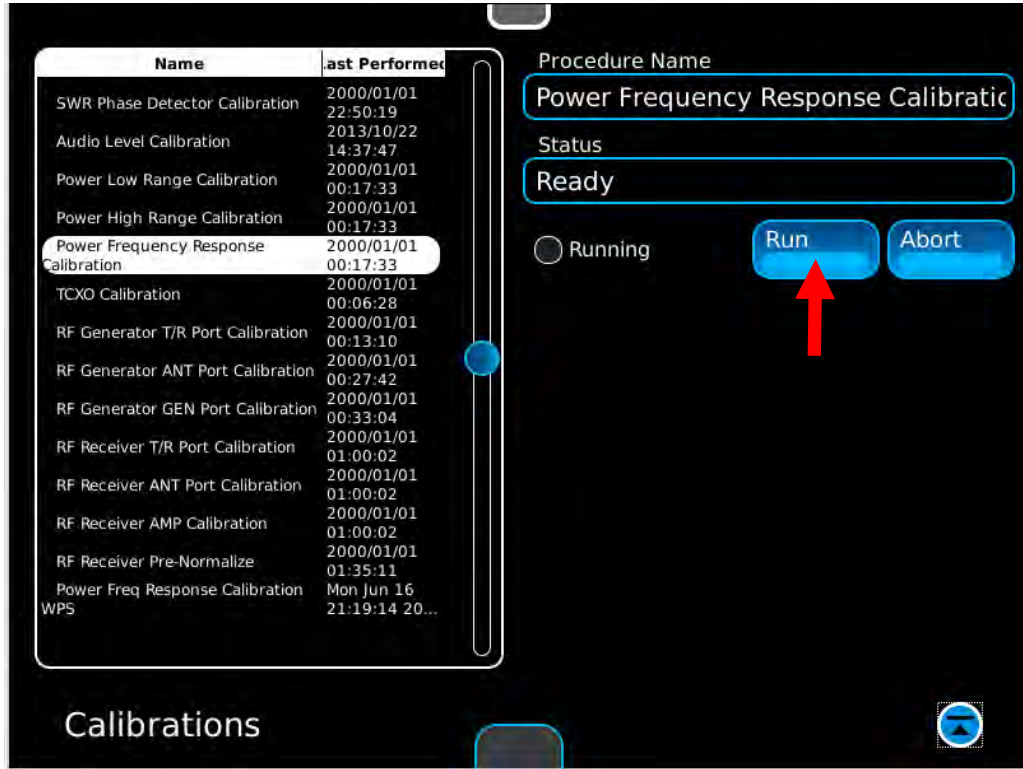 Name
.ast Performe
SWR Phase Detector Calibration
2000/01/01
22:50:19
Audio Level Calibration
2013/10/22
14:37:47
Power Low Range Calibration
2000/01/01
00:17:33
Power High Range Calibration
2000/01/01
00:17:33
Power Frequency Response
Calibration
2000/01/01
00:17:33
TCXO Calibration
2000/01/01
00:06:28
RF Generator T/R Port Calibration
2000/01/01
00:13:10
RF Generator ANT Port Calibration
2000/01/01
00:27:42
RF Generator GEN Port Calibration
2000/01/01
00:33:04
RF Receiver T/R Port Calibration
2000/01/01
01:00:02
RF Receiver ANT Port Calibration
2000/01/01
01:00:02
RF Receiver AMP Calibration
2000/01/01
01:00:02
RF Receiver Pre-Normalize
2000/01/01
01:35:11
Power Freq Response Calibration
WPS
Mon Jun 16
21:19:14 20...
Procedure Name
Power Frequency Response Calibratic
Status
Ready
Running
Run
Abort
Calibrations